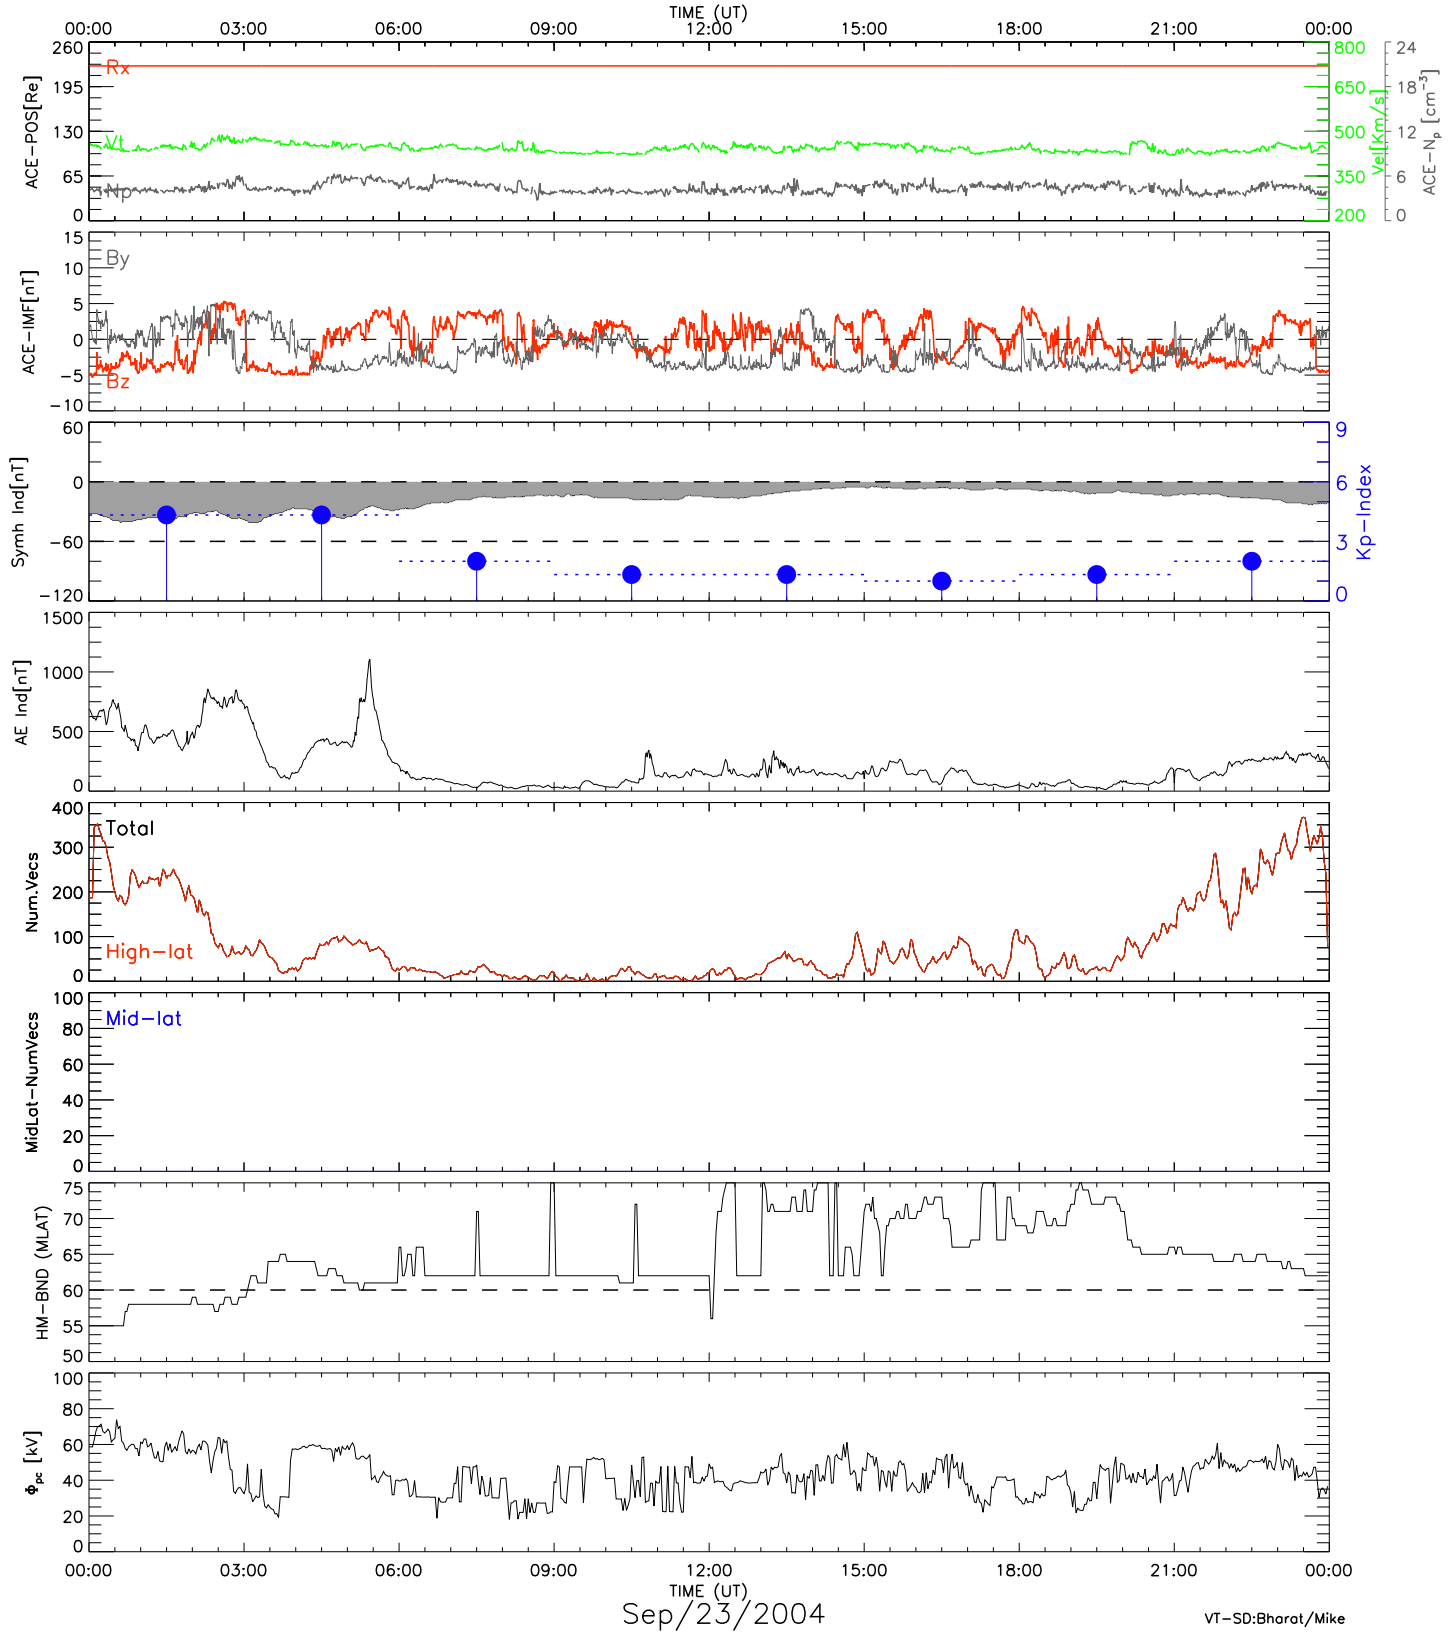 TIME (UT)
00:00 03:00 06:00 09:00 12:00 15:00 18:00 21:00 00:00
260 195 130 65 0
ACE-POS[Re]
Rx
Vt
Np
800 650 500 350 200
Vel[Km/s]
24 18 12 6 0
ACE-Np [cm-3]
15 10 5 0 -5 -10
ACE-IMF[nT]
By
Bz
60 0 -60 -120
Symh Ind[nT]
9 6 3 0
Kp-Index
1500 1000 500 0
AE Ind[nT]
400 300 200 100 0
Num.Vecs
Total
High-lat
100 80 60 40 20 0
MidLat-NumVecs
Mid-lat
75 70 65 60 55 50
HM-BND (MLAT)
100 80 60 40 20 0
Φpc [kV]
00:00 03:00 06:00 09:00 12:00 15:00 18:00 21:00 00:00
TIME (UT)
Sep/23/2004
VT-SD:Bharat/Mike